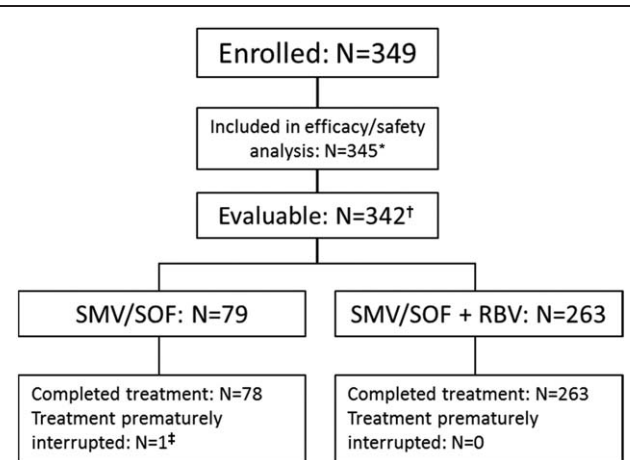 Enrolled: N=349
Included in efficacy/safety
analysis: N=345*
Evaluable: N=342†
SMV/SOF: N=79
SMV/SOF + RBV: N=263
Completed treatment: N=78
Treatment prematurely
interrupted: N=1‡
Completed treatment: N=263
Treatment prematurely
interrupted: N=0